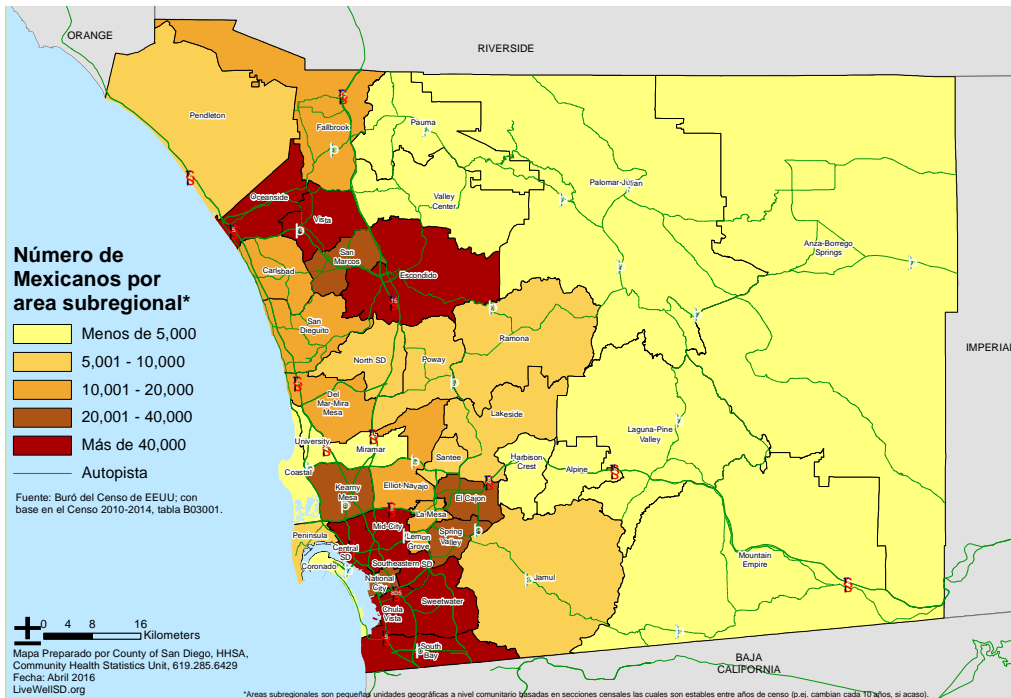 ORANGE
RIVERSIDE
Pendleton
Fallbrook
Pauma
Palomar-Julian
Oceanside
Vista
Valley
Center
Anza-Borrego
Springs
San
Marcos
Escondido
Carlsbad
15
5
Número de
Mexicanos por
area subregional*
Menos de 5,000
5,001 - 10,000
10,001 - 20,000
20,001 - 40,000
Más de 40,000
Autopista
Fuente: Buró del Censo de EEUU; con
base en el Censo 2010-2014, tabla B03001.
San
Dieguito
North SD
Poway
Ramona
IMPERIAL
Del
Mar-Mira
Mesa
Lakeside
Laguna-Pine
Valley
University
Miramar
Santee
Harbison
Crest
Alpine
Coastal
Kearny
Mesa
Elliot-Navajo
El Cajon
La Mesa
Mid-City
Lemon
Grove
Spring
Valley
Peninsula
Central
SD
Coronado
Southeastern SD
Mountain
Empire
National
City
Jamul
805
Chula
Vista
Sweetwater
5
South
Bay
BAJA
CALIFORNIA
0 4 8 16
Kilometers
Mapa Preparado por County of San Diego, HHSA,
Community Health Statistics Unit, 619.285.6429
Fecha: Abril 2016
LiveWellSD.org
*Areas subregionales son pequeñas unidades geográficas a nivel comunitario basadas en secciones censales las cuales son estables entre años de censo (p.ej. cambian cada 10 años, si acaso).